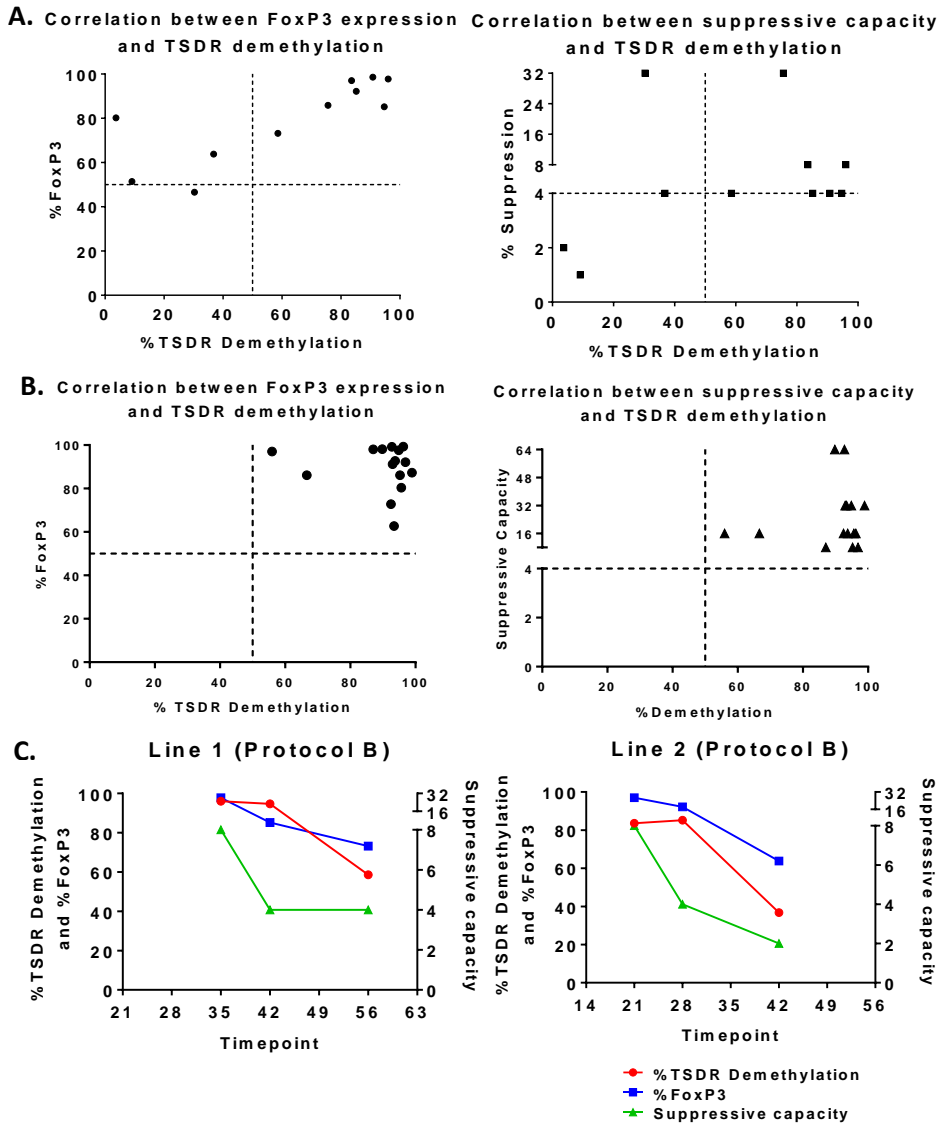 A. Correlation between FoxP3 expression
and TSDR demethylation
100
80
60
40
20
0
%FoxP3
0 20 40 60 80 100
%TSDR Demethylation
Correlation between suppressive capacity
and TSDR demethylation
32
24
16
8
4
2
0
% Suppression
0 20 40 60 80 100
%TSDR Demethylation
B. Correlation between FoxP3 expression
and TSDR demethylation
100
80
60
40
20
0
%FoxP3
0 20 40 60 80 100
% TSDR Demethylation
Correlation between suppressive capacity
and TSDR demethylation
64
48
32
16
4
2
0
Suppressive Capacity
0 20 40 60 80 100
%Demethylation
C. Line 1 (Protocol B)
%TSDR Demethylation
and %FoxP3
100
80
60
40
20
0
32
16
8
6
4
2
0
Suppressive capacity
21 28 35 42 49 56 63
Timepoint
Line 2 (Protocol B)
%TSDR Demethylation
and %FoxP3
100
80
60
40
20
0
32
16
8
6
4
2
0
Suppressive capacity
14 21 28 35 42 49 56
Timepoint
%TSDR Demethylation
%FoxP3
Suppressive capacity